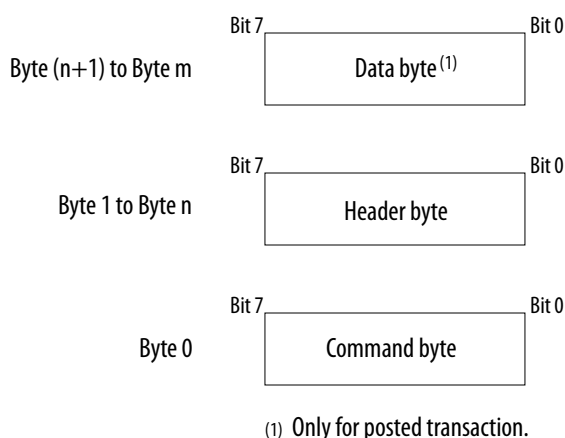 Bit 7 Bit 0
Byte (n+1) to Byte m Data byte (1)
Bit 7 Bit 0
Byte 1 to Byte n Header byte
Bit 7 Bit 0
Byte 0 Command byte
(1) Only for posted transaction.